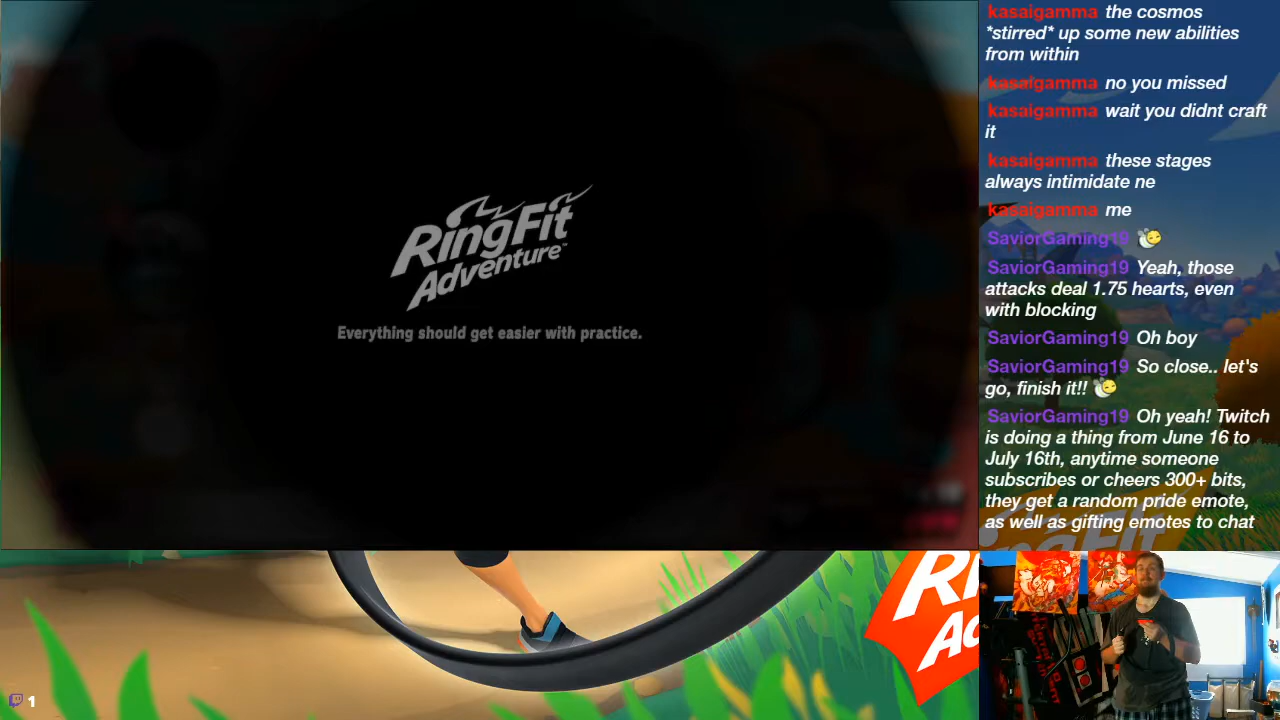 RingFit
Adventure™
Everything should get easier with practice.
kasaigamma the cosmos
*stirred* up some new abilities
from within
kasaigamma no you missed
kasaigamma wait you didnt craft
it
kasaigamma these stages
always intimidate ne
kasaigamma me
SaviorGaming19
SaviorGaming19 Yeah, those
attacks deal 1.75 hearts, even
with blocking
SaviorGaming19 Oh boy
SaviorGaming19 So close.. let's
go, finish it!!
SaviorGaming19 Oh yeah! Twitch
is doing a thing from June 16 to
July 16th, anytime someone
subscribes or cheers 300+ bits,
they get a random pride emote,
as well as gifting emotes to chat
RingFit
Ri
Ad
1